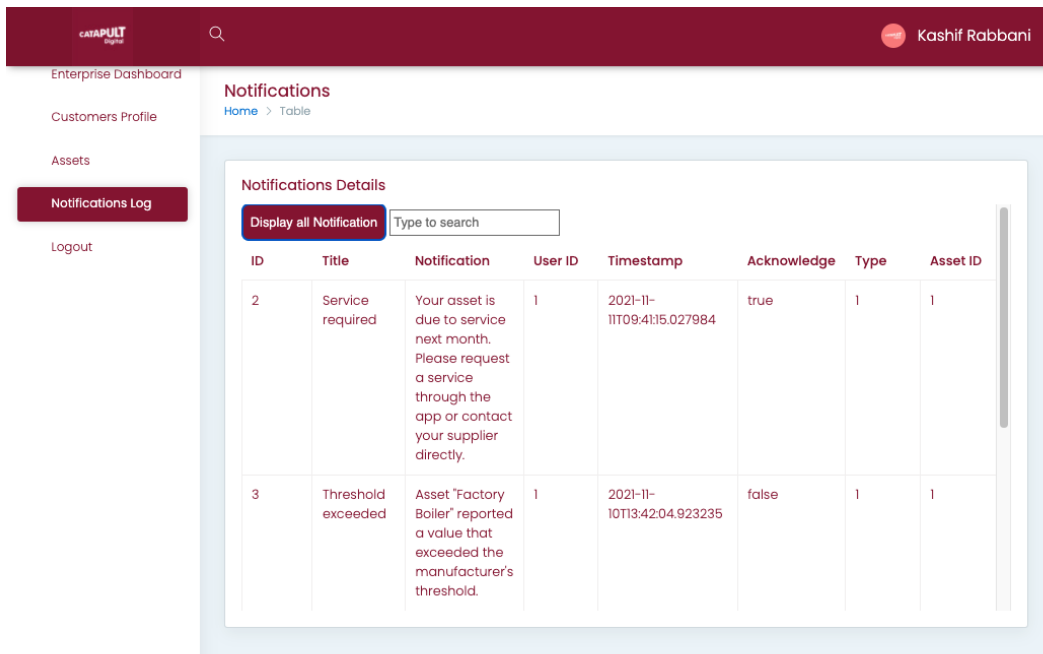 CATAPULT
Digital
Kashif Rabbani
Enterprise Dashboard
Customers Profile
Assets
Notifications Log
Logout
Notifications
Home > Table
Notifications Details
Display all Notification
Type to search
ID Title Notification User ID Timestamp Acknowledge Type Asset ID
2 Service required Your asset is due to service next month. Please request a service through the app or contact your supplier directly. 1 2021-11-11T09:41:15.027984 true 1 1
3 Threshold exceeded Asset "Factory Boiler" reported a value that exceeded the manufacturer's threshold. 1 2021-11-10T13:42:04.923235 false 1 1